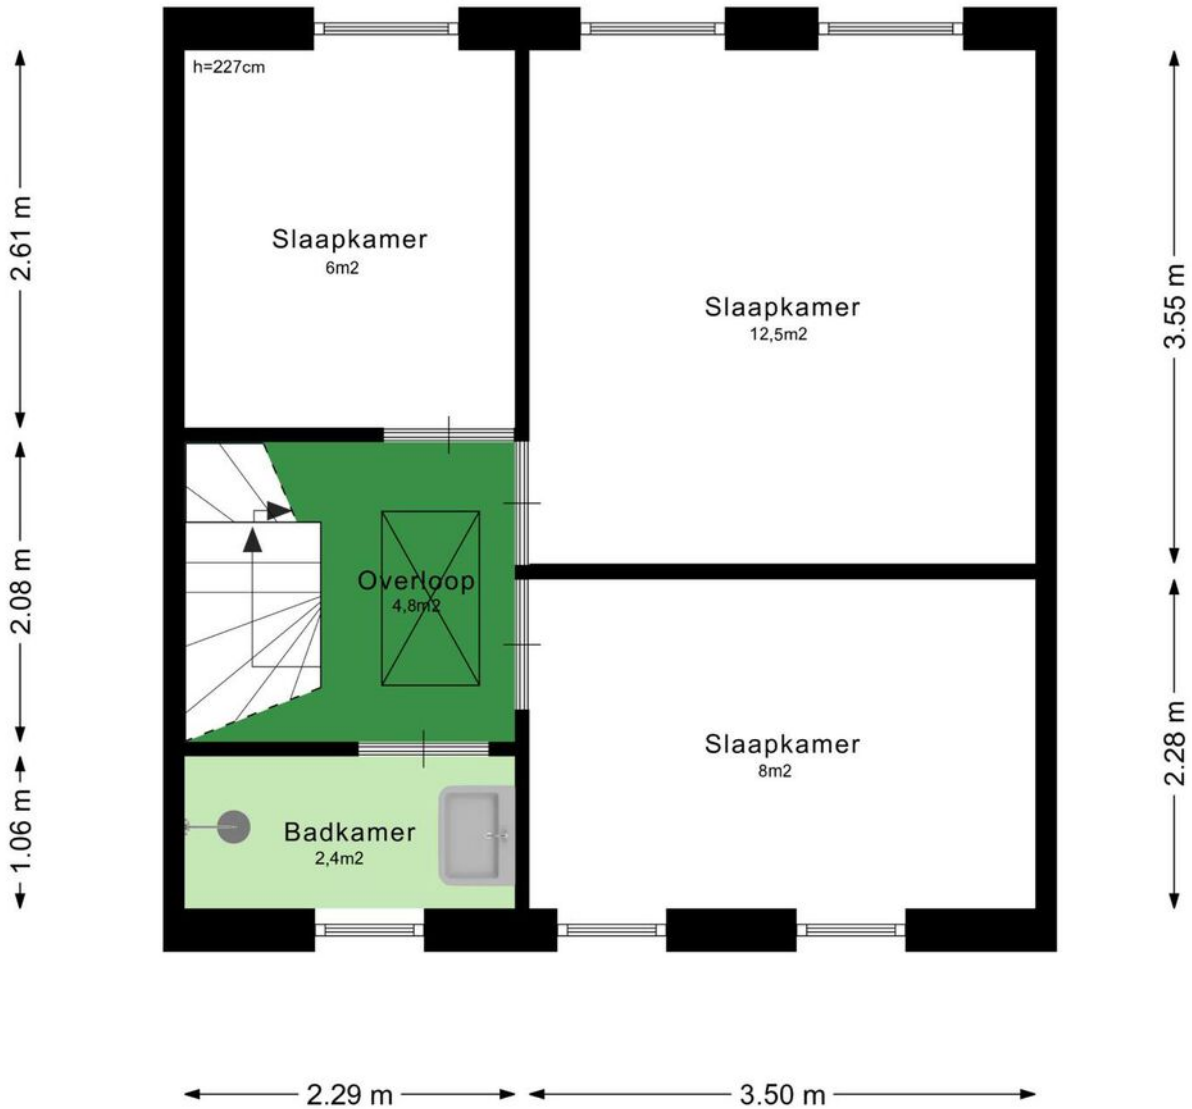 h=227cm
Slaapkamer
6m2
Slaapkamer
12,5m2
Overloop
4,8m2
Slaapkamer
8m2
Badkamer
2,4m2
2.61 m
2.08 m
1.06 m
3.55 m
2.28 m
2.29 m
3.50 m